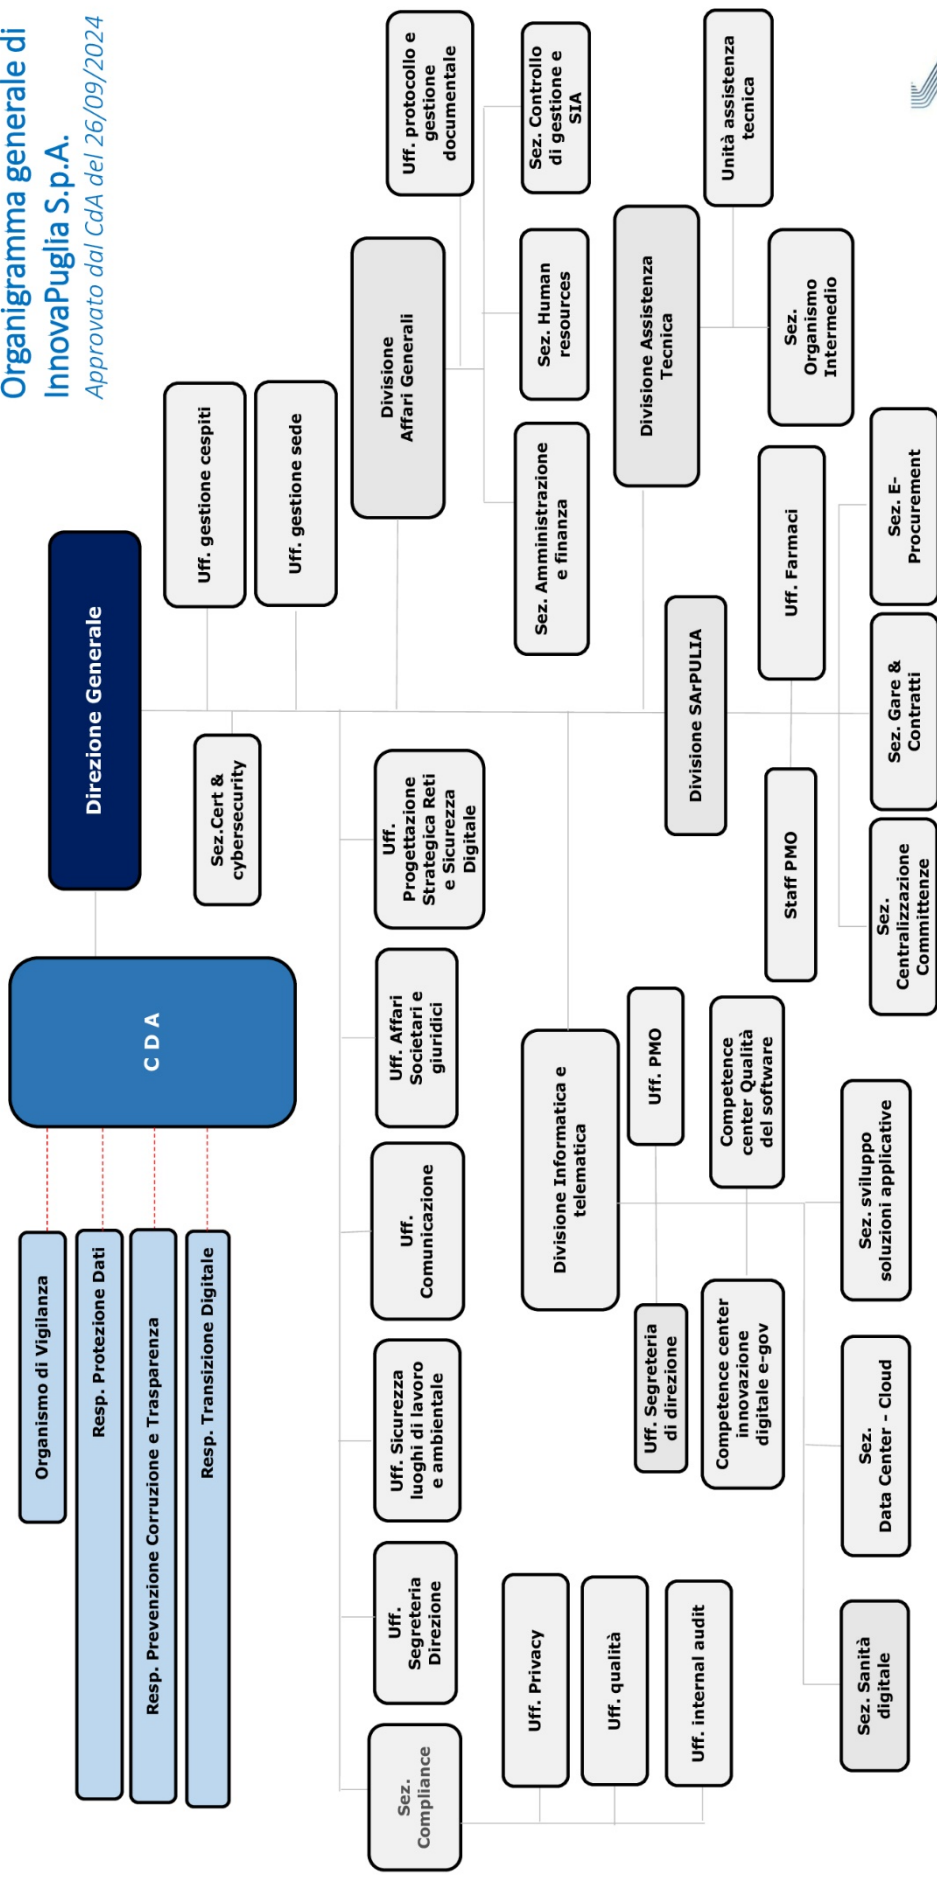 Organigramma generale di
InnovaPuglia S.p.A.
Approvato dal CdA del 26/09/2024
Organismo di Vigilanza
Resp. Protezione Dati
Resp. Prevenzione Corruzione e Trasparenza
Resp. Transizione Digitale
C D A
Direzione Generale
Uff. gestione cespiti
Uff. gestione sede
Sez.Cert &
cybersecurity
Sez.
Compliance
Uff.
Segreteria
Direzione
Uff. Sicurezza
luoghi di lavoro
e ambientale
Uff.
Comunicazione
Uff. Affari
Societari e
giuridici
Uff.
Progettazione
Strategica Reti
e Sicurezza
Digitale
Divisione
Affari Generali
Uff. protocollo e
gestione
documentale
Uff. Privacy
Uff. qualità
Uff. internal audit
Sez. Amministrazione
e finanza
Sez. Human
resources
Sez. Controllo
di gestione e
SIA
Divisione Informatica e
telematica
Uff. Segreteria
di direzione
Uff. PMO
Competence center
innovazione
digitale e-gov
Competence
center Qualità
del software
Sez. Sanità
digitale
Sez.
Data Center - Cloud
Sez. sviluppo
soluzioni applicative
Divisione SArPULIA
Staff PMO
Uff. Farmaci
Sez.
Centralizzazione
Committenze
Sez. Gare &
Contratti
Sez. E-
Procurement
Divisione Assistenza
Tecnica
Unità assistenza
tecnica
Sez.
Organismo
Intermedio